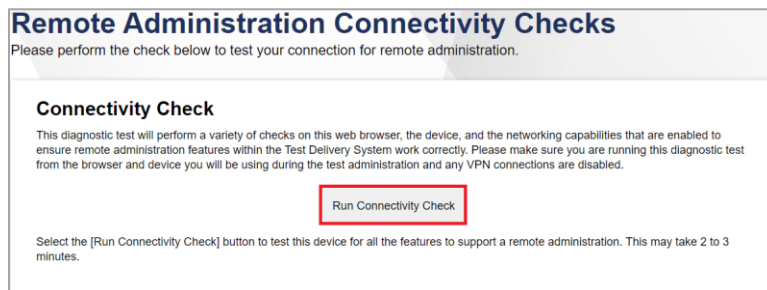 Remote Administration Connectivity Checks
Please perform the check below to test your connection for remote administration.
Connectivity Check
This diagnostic test will perform a variety of checks on this web browser, the device, and the networking capabilities that are enabled to
ensure remote administration features within the Test Delivery System work correctly. Please make sure you are running this diagnostic test
from the browser and device you will be using during the test administration and any VPN connections are disabled.
Run Connectivity Check
Select the [Run Connectivity Check] button to test this device for all the features to support a remote administration. This may take 2 to 3
minutes.